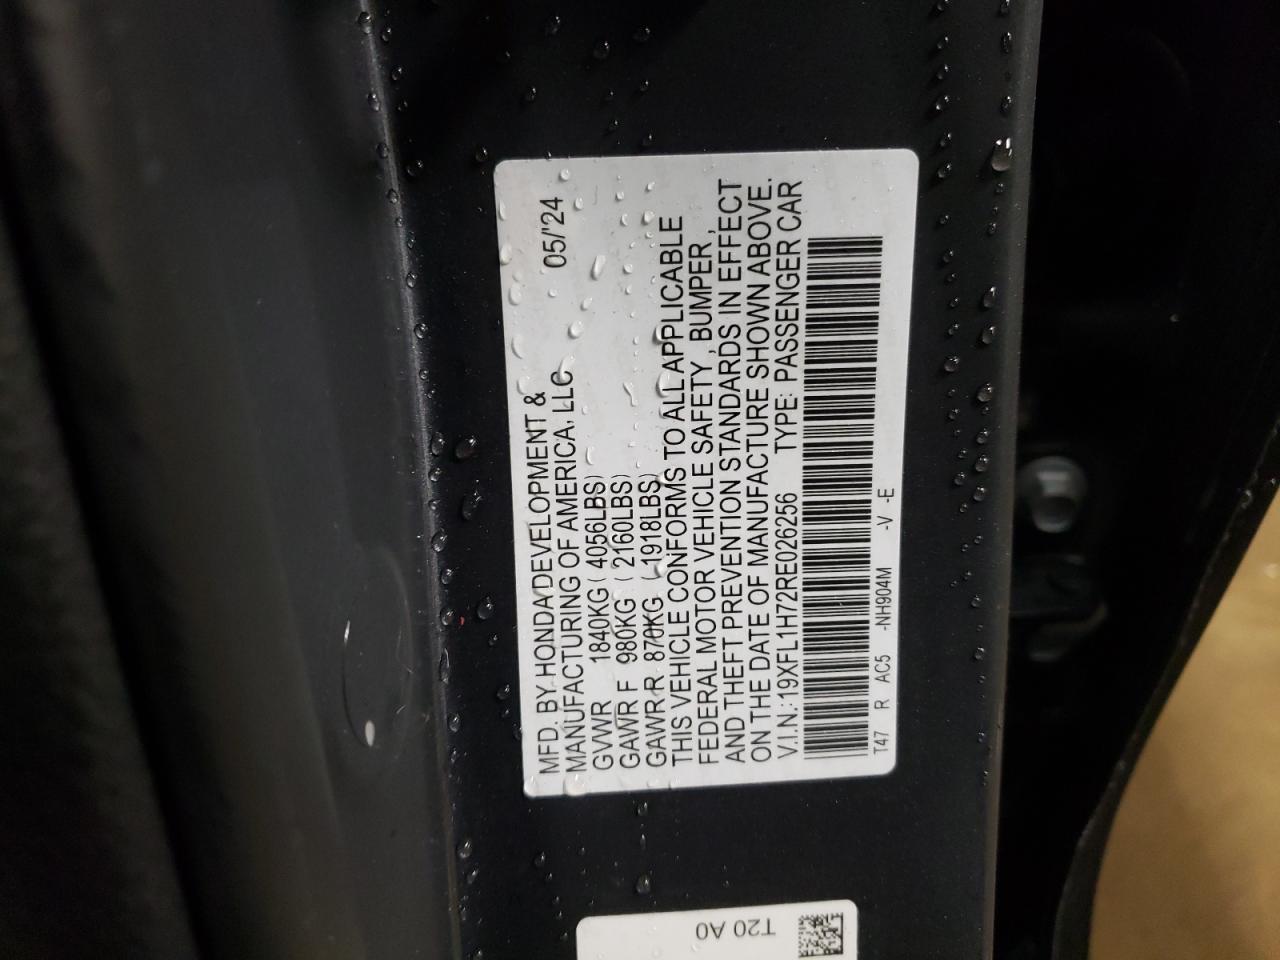 MFD. BY HONDA DEVELOPMENT &
MANUFACTURING OF AMERICA, LLC 05/'24
GVWR 1840KG ( 4056LBS)
GAWR F 980KG ( 2160LBS)
GAWR R 870KG ( 1918LBS)
THIS VEHICLE CONFORMS TO ALL APPLICABLE
FEDERAL MOTOR VEHICLE SAFETY, BUMPER,
AND THEFT PREVENTION STANDARDS IN EFFECT
ON THE DATE OF MANUFACTURE SHOWN ABOVE.
V.I.N.:19XFL1H72RE026256 TYPE: PASSENGER CAR
T47 R AC5 -NH904M -V -E
T20 A0